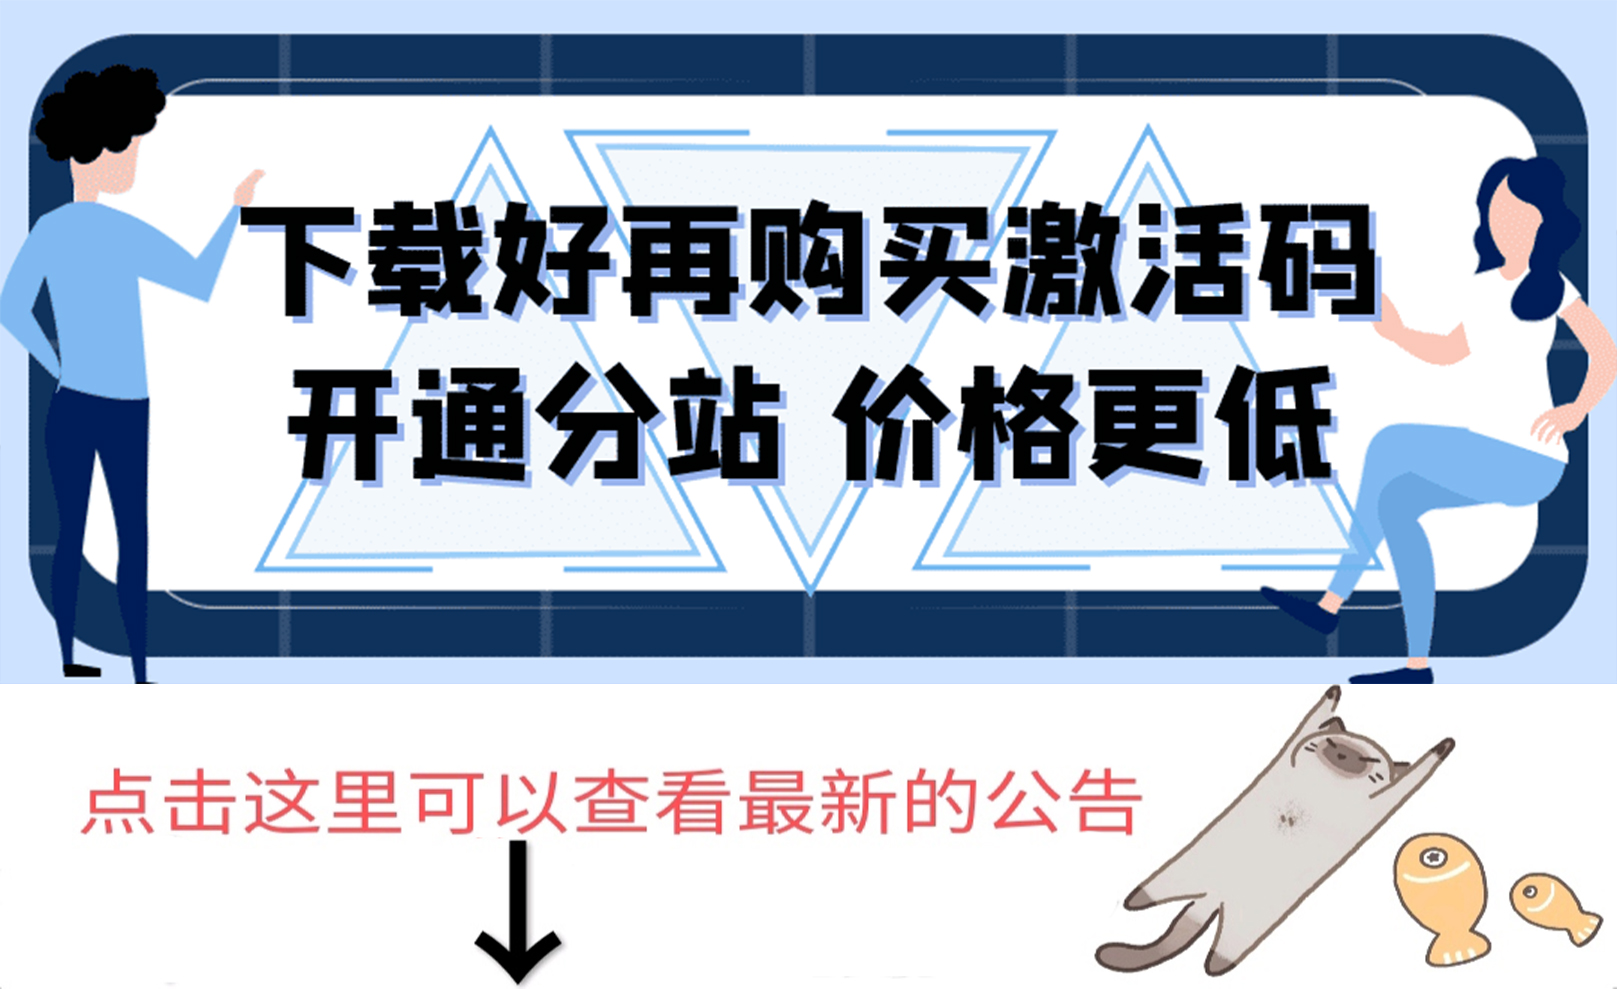 下载好再购买激活码
开通分站 价格更低
点击这里可以查看最新的公告